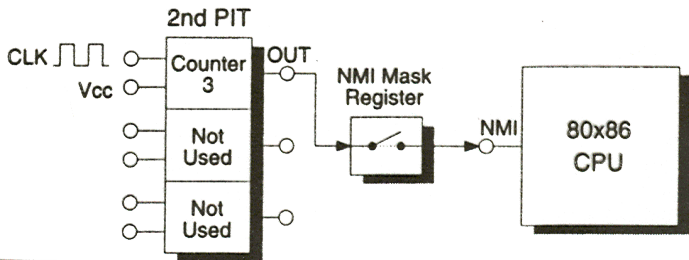 2nd PIT
CLK
Vcc
Counter
3
OUT
NMI Mask
Register
NMI
80x86
CPU
Not
Used
Not
Used